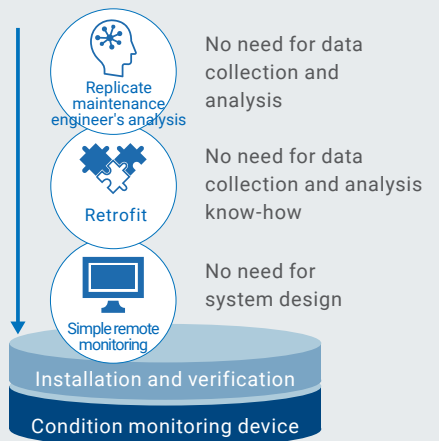 Replicate
maintenance
engineer's analysis
No need for data
collection and
analysis
Retrofit
No need for data
collection and analysis
know-how
Simple remote
monitoring
No need for
system design
Installation and verification
Condition monitoring device